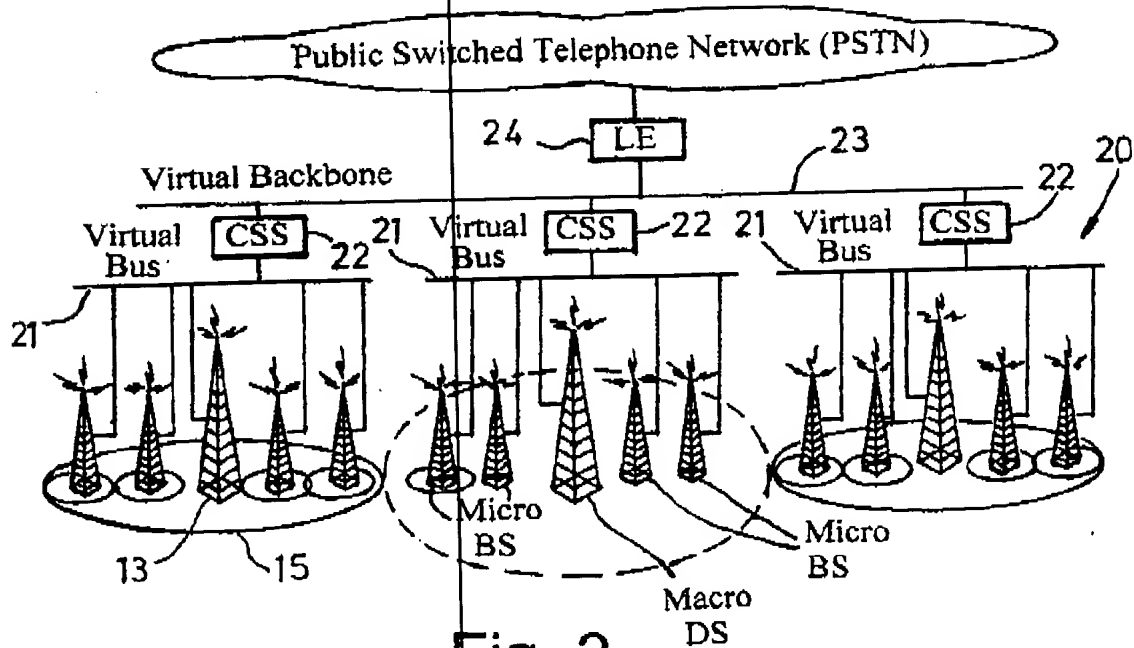 Public Switched Telephone Network (PSTN)
24
LE
23
20
Virtual Backbone
22
CSS
22
CSS
22
CSS
Virtual
Bus
21
Virtual
Bus
21
Virtual
Bus
21
Micro
BS
Micro
BS
13
15
Macro
DS